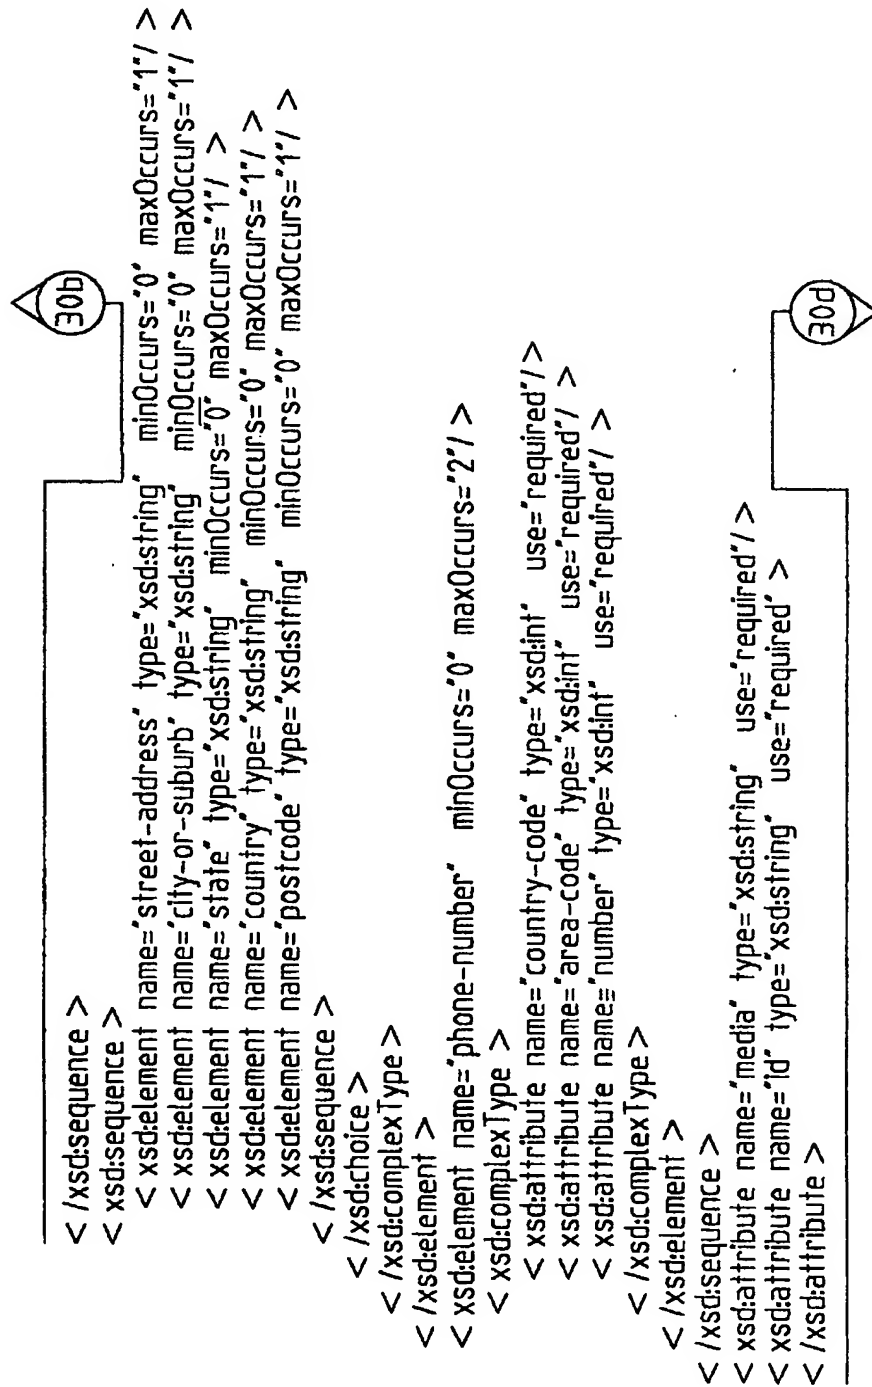 30b
< /xsd:sequence >
< xsd:sequence >
< xsd:element name="street-address" type="xsd:string" minOccurs="0" maxOccurs="1"/ >
< xsd:element name="city-or-suburb" type="xsd:string" minOccurs="0" maxOccurs="1"/ >
< xsd:element name="state" type="xsd:string" minOccurs="0" maxOccurs="1"/ >
< xsd:element name="country" type="xsd:string" minOccurs="0" maxOccurs="1"/ >
< xsd:element name="postcode" type="xsd:string" minOccurs="0" maxOccurs="1"/ >
< /xsd:sequence >
< /xsd:choice >
< /xsd:complexType >
< /xsd:element >
< xsd:element name="phone-number" minOccurs="0" maxOccurs="2"/ >
< xsd:complexType >
< xsd:attribute name="country-code" type="xsd:int" use="required"/ >
< xsd:attribute name="area-code" type="xsd:int" use="required"/ >
< xsd:attribute name="number" type="xsd:int" use="required"/ >
< /xsd:complexType >
< /xsd:element >
< /xsd:sequence >
< xsd:attribute name="media" type="xsd:string" use="required"/ >
< xsd:attribute name="id" type="xsd:string" use="required" >
< /xsd:attribute >
30d